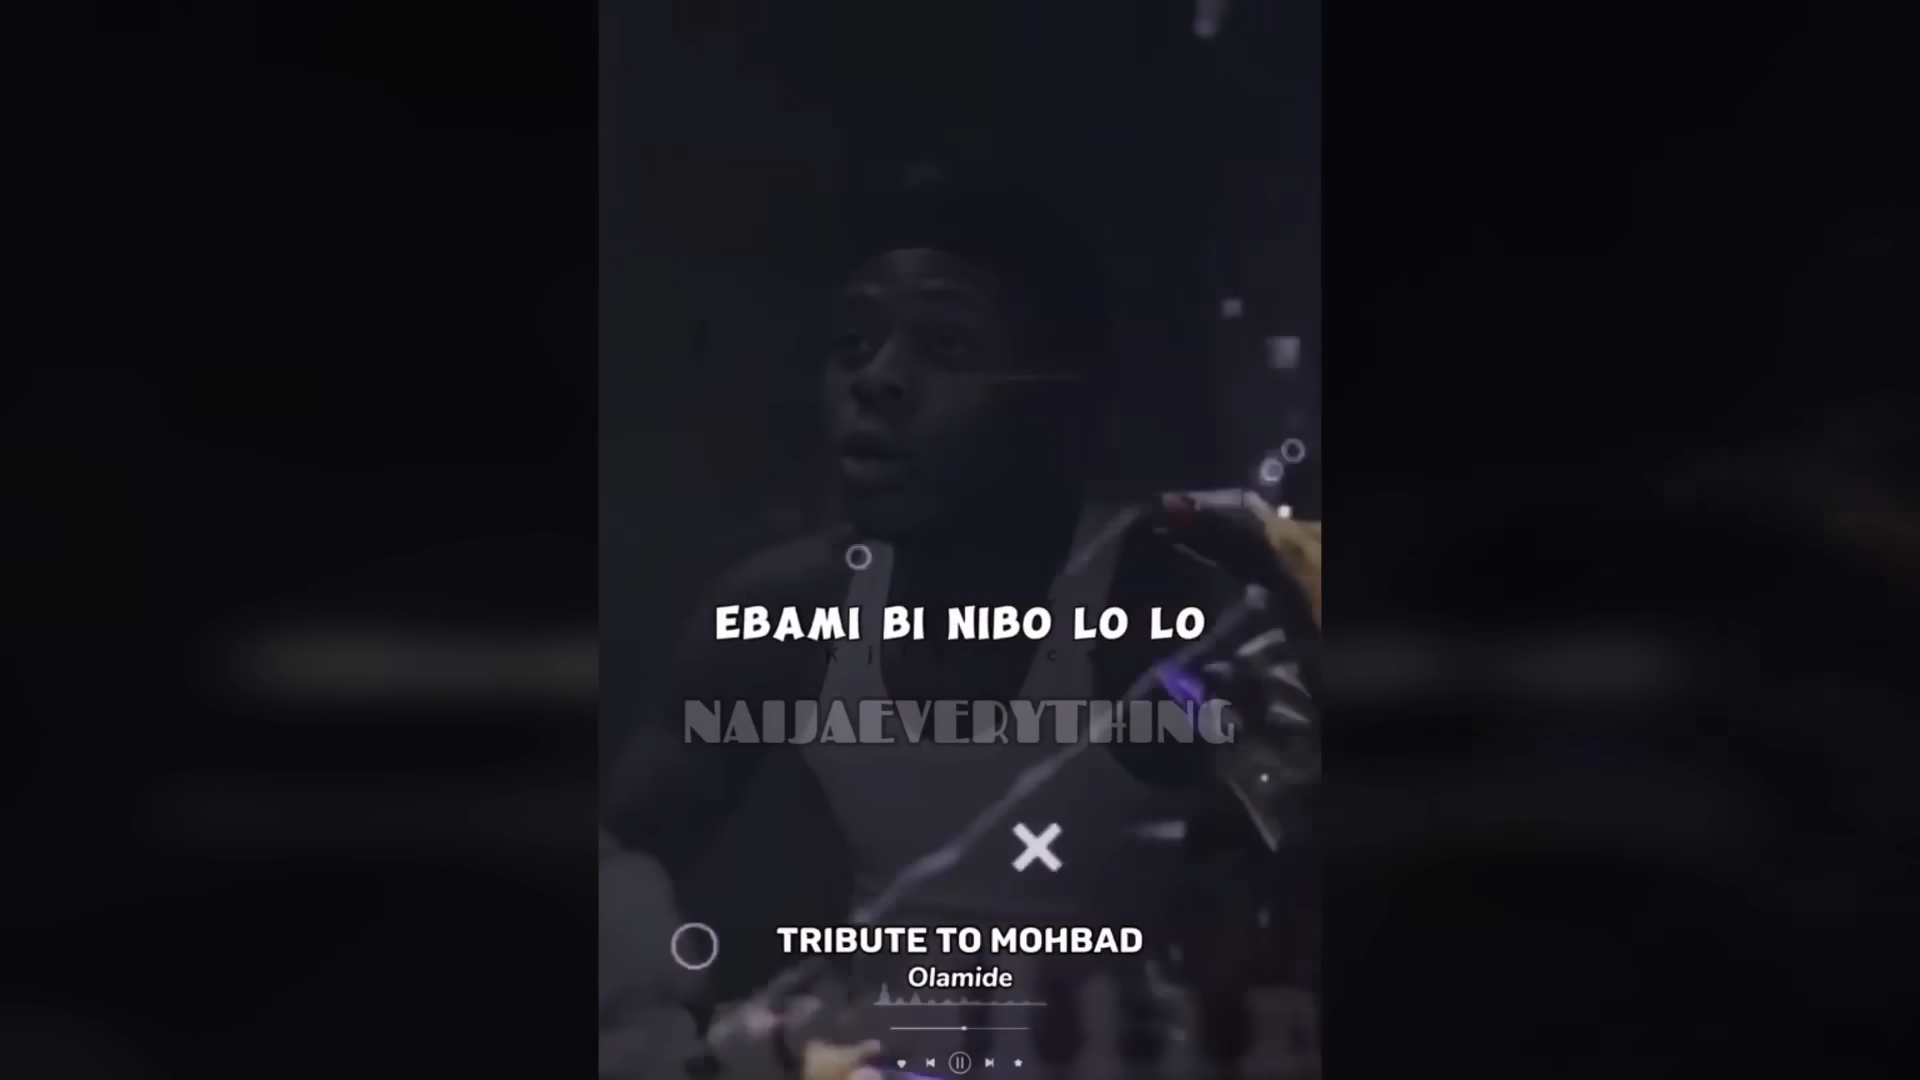 EBAMI BI NIBO LO LO
NAIJAEVERYTHING
TRIBUTE TO MOHBAD
Olamide